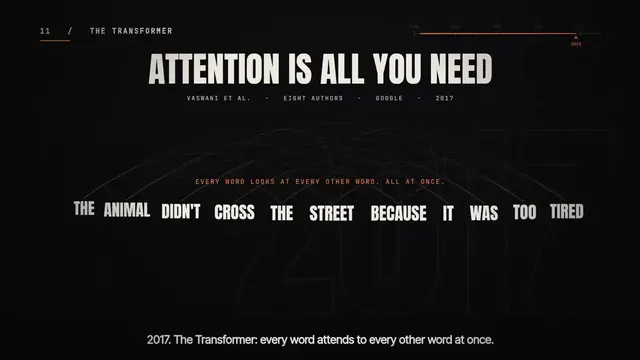 11 / THE TRANSFORMER
2017
ATTENTION IS ALL YOU NEED
VASWANI ET AL. · EIGHT AUTHORS · GOOGLE · 2017
EVERY WORD LOOKS AT EVERY OTHER WORD. ALL AT ONCE.
THE ANIMAL DIDN'T CROSS THE STREET BECAUSE IT WAS TOO TIRED
2017
2017. The Transformer: every word attends to every other word at once.